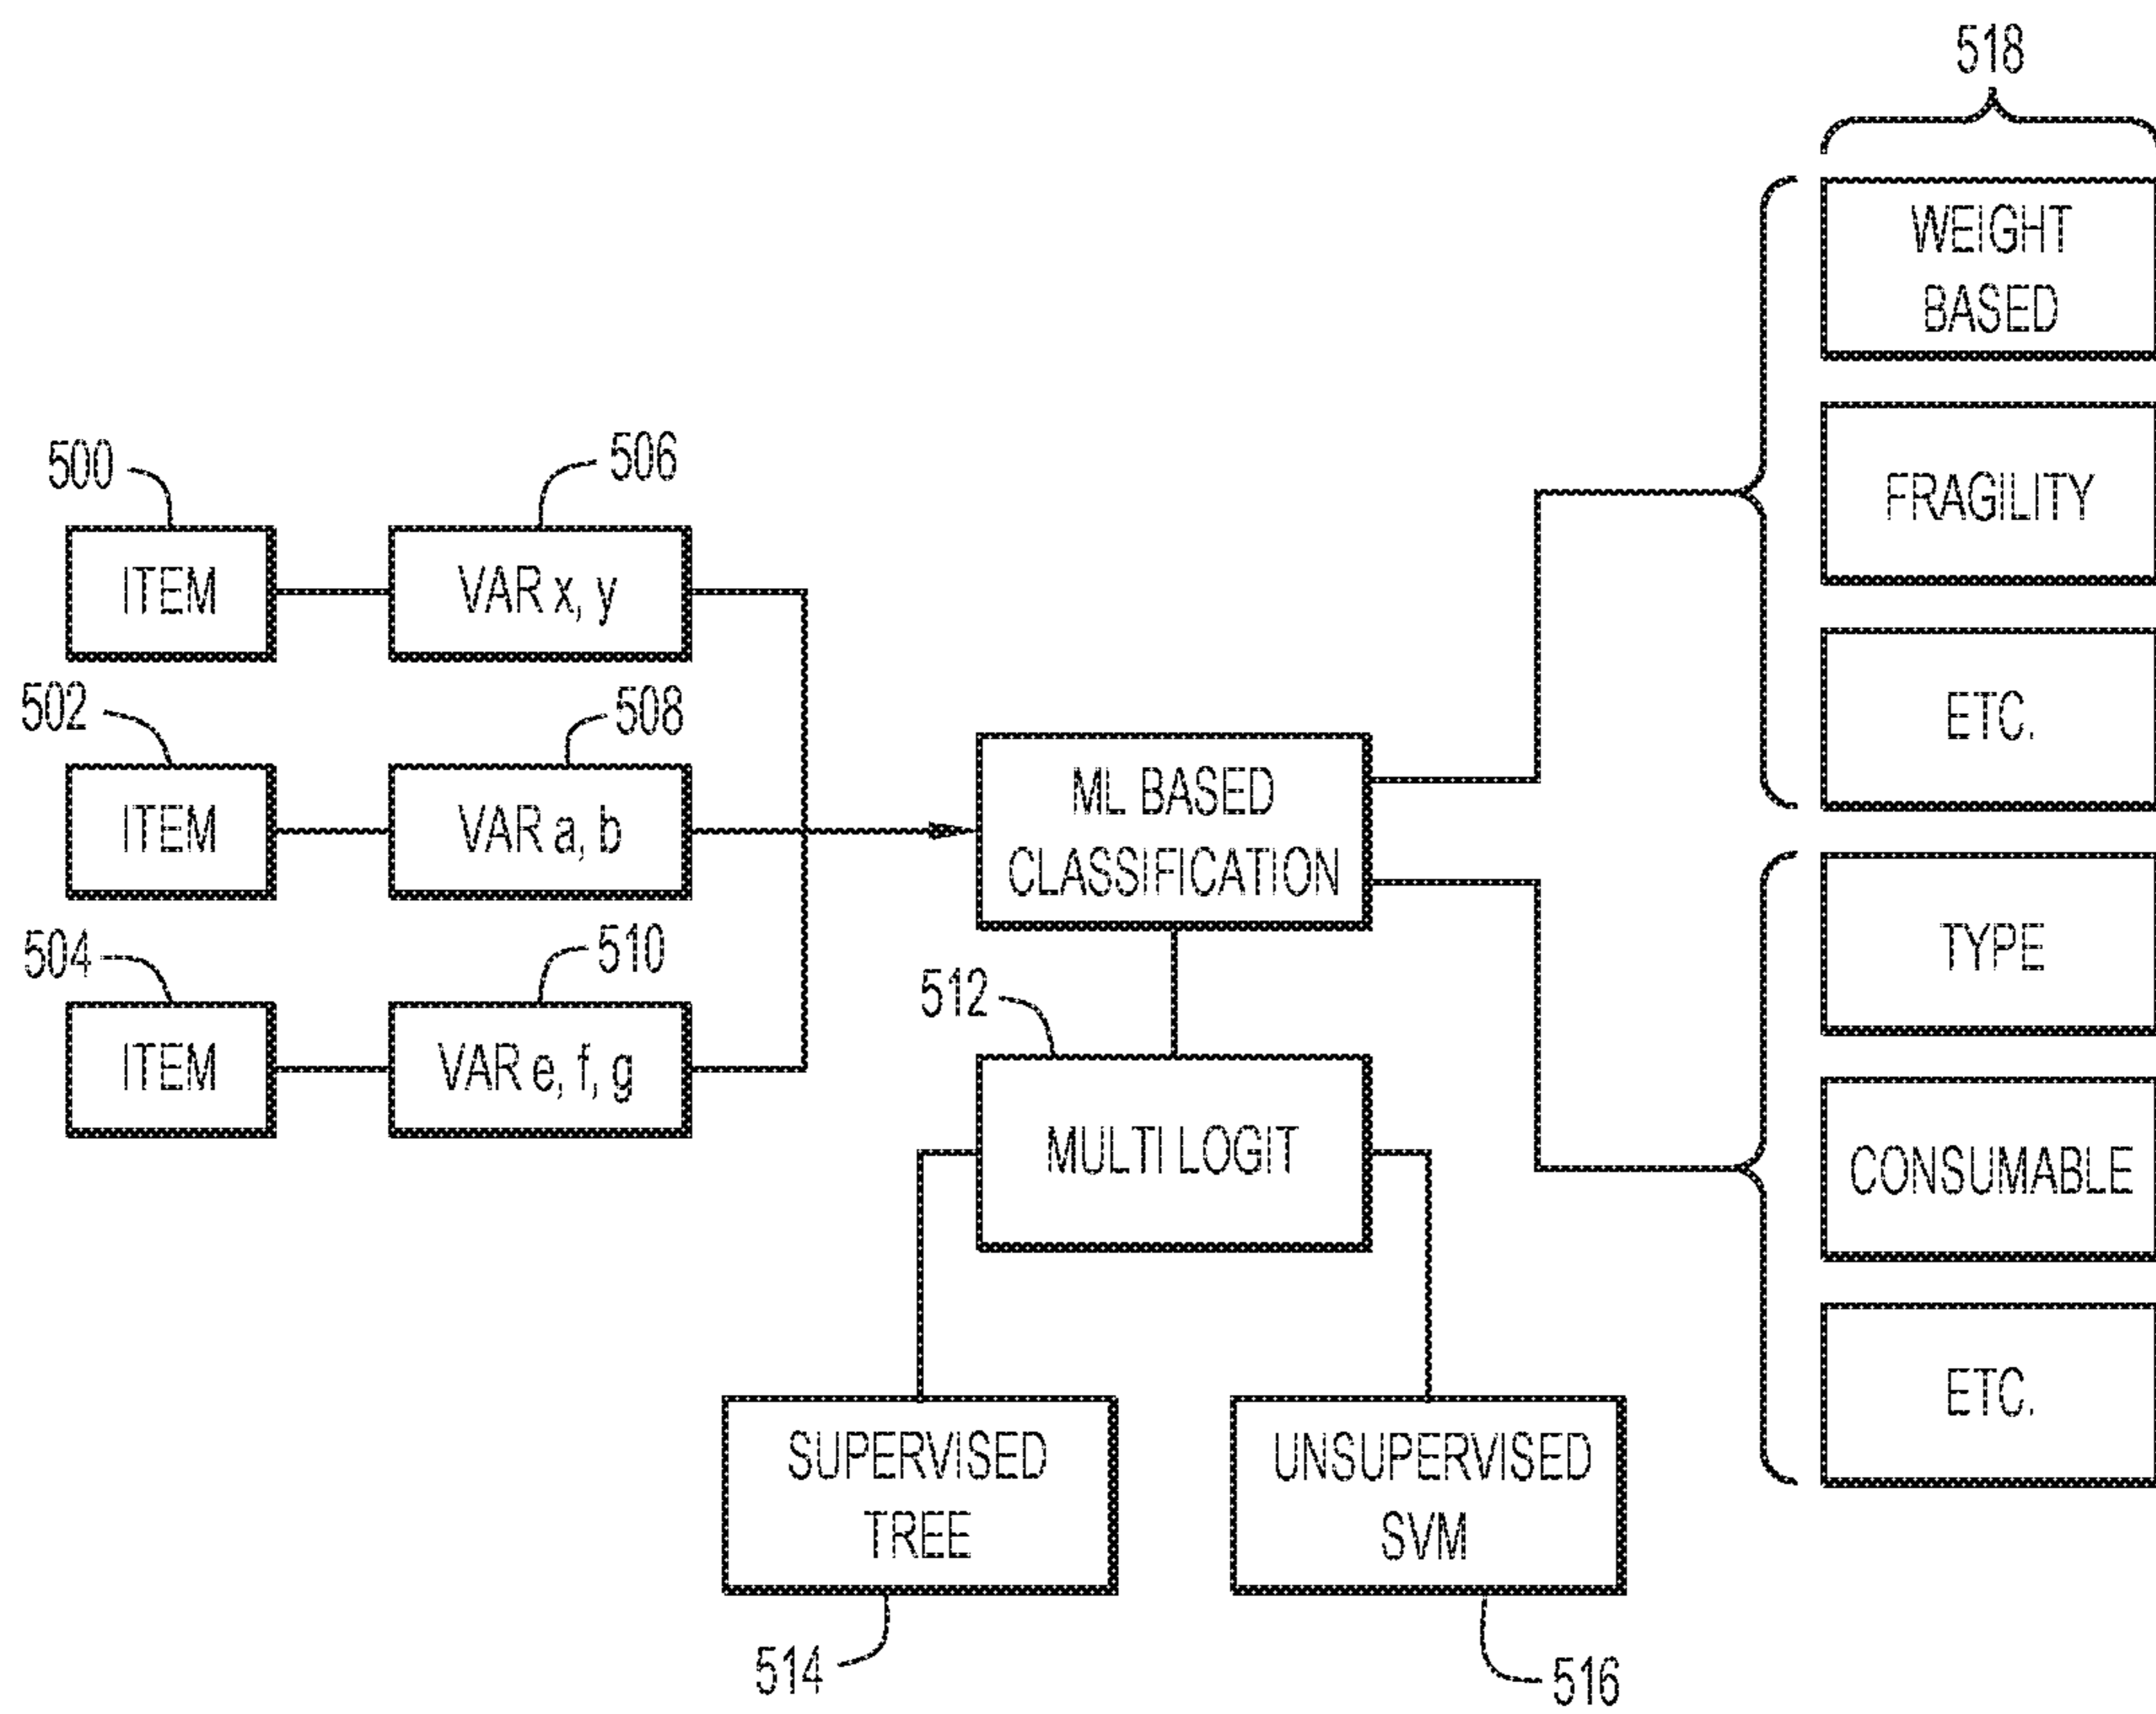 518
WEIGHT
BASED
FRAGILITY
ETC.
500
506
ITEM
VAR x, y
502
508
ITEM
VAR a, b
504
510
ITEM
VAR e, f, g
ML BASED
CLASSIFICATION
512
MULTI LOGIT
SUPERVISED
TREE
514
UNSUPERVISED
SVM
516
TYPE
CONSUMABLE
ETC.